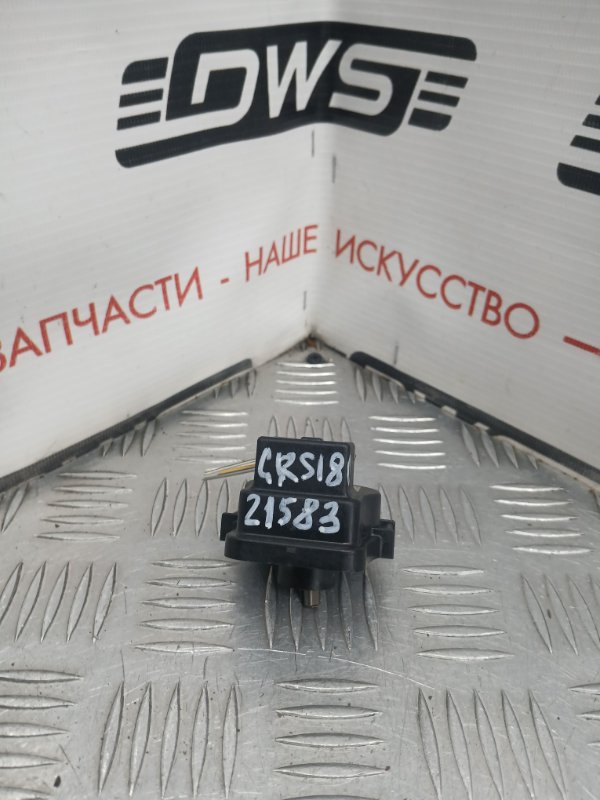 DWS
ЗАПЧАСТИ - НАШЕ ИСКУССТВО —
GRS18
21583